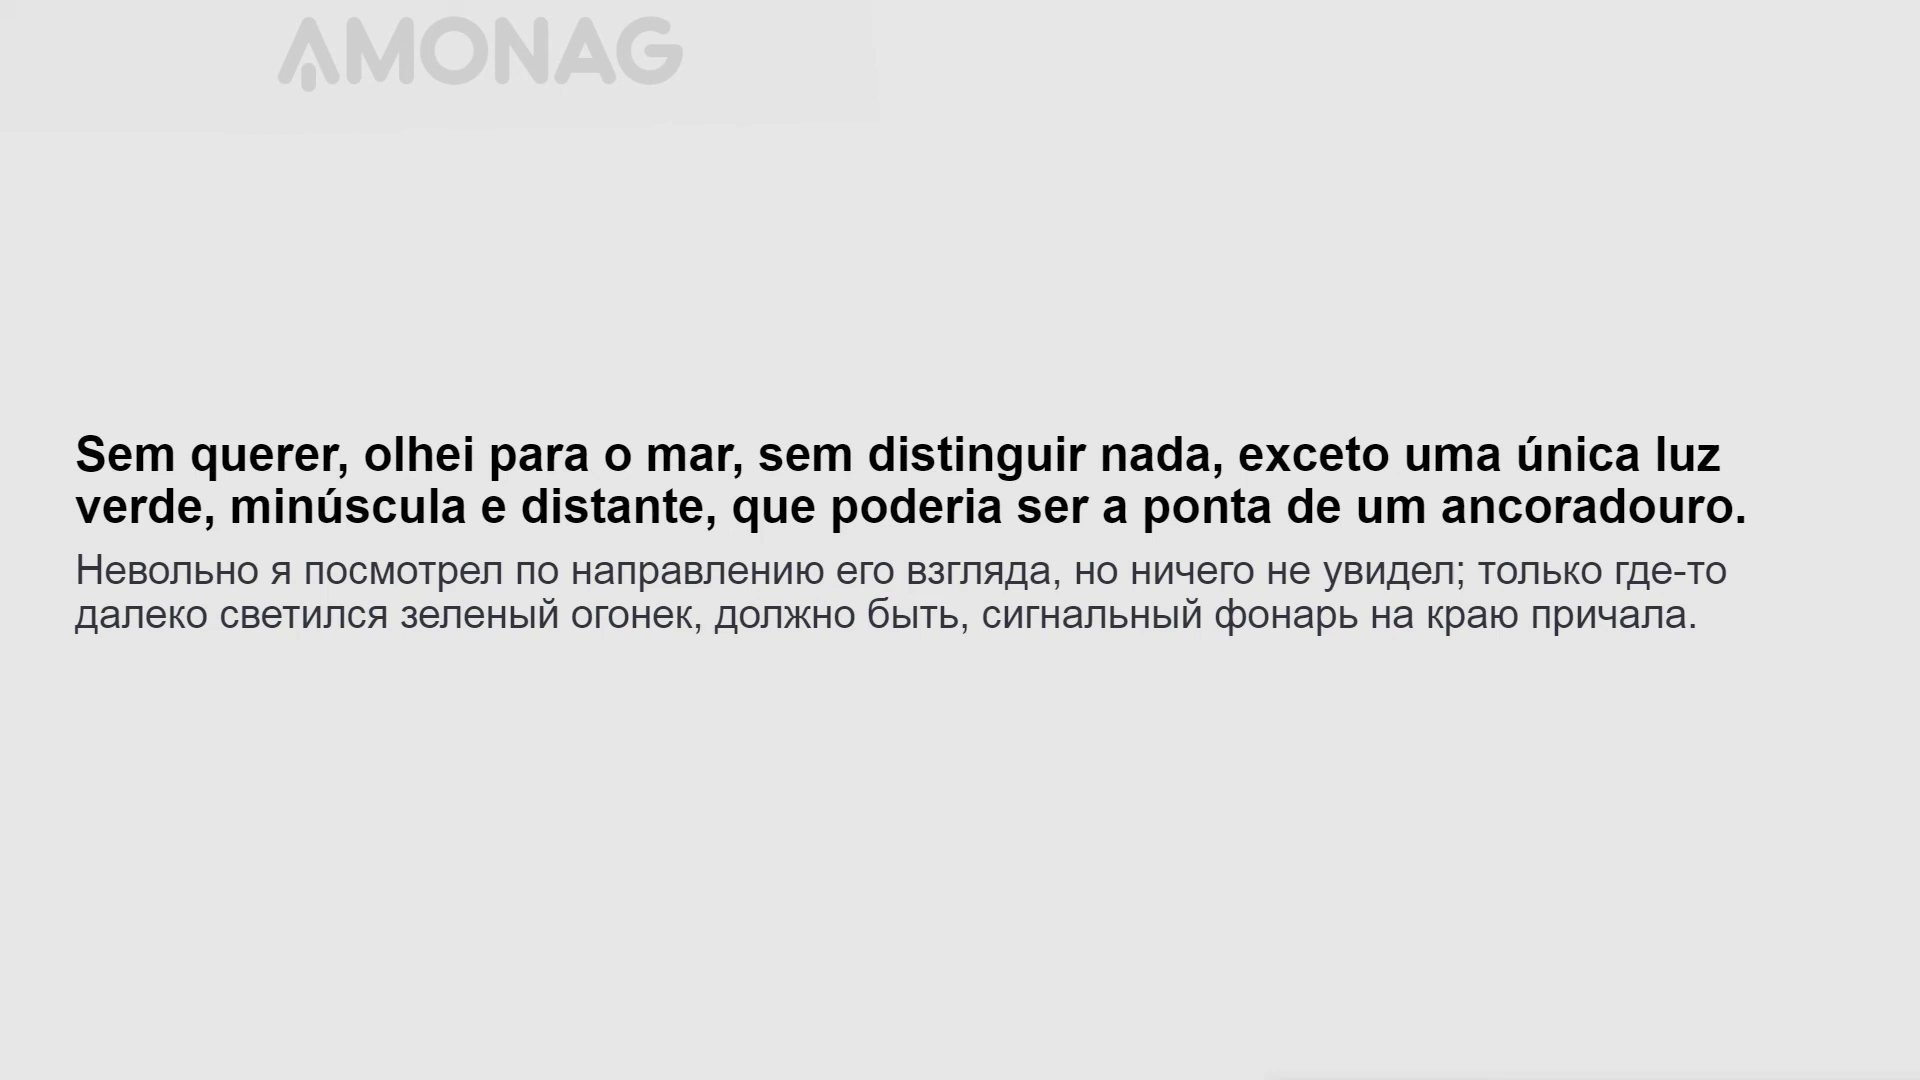 AMONAG
Sem querer, olhei para o mar, sem distinguir nada, exceto uma única luz
verde, minúscula e distante, que poderia ser a ponta de um ancoradouro.
Невольно я посмотрел по направлению его взгляда, но ничего не увидел; только где-то
далеко светился зеленый огонек, должно быть, сигнальный фонарь на краю причала.